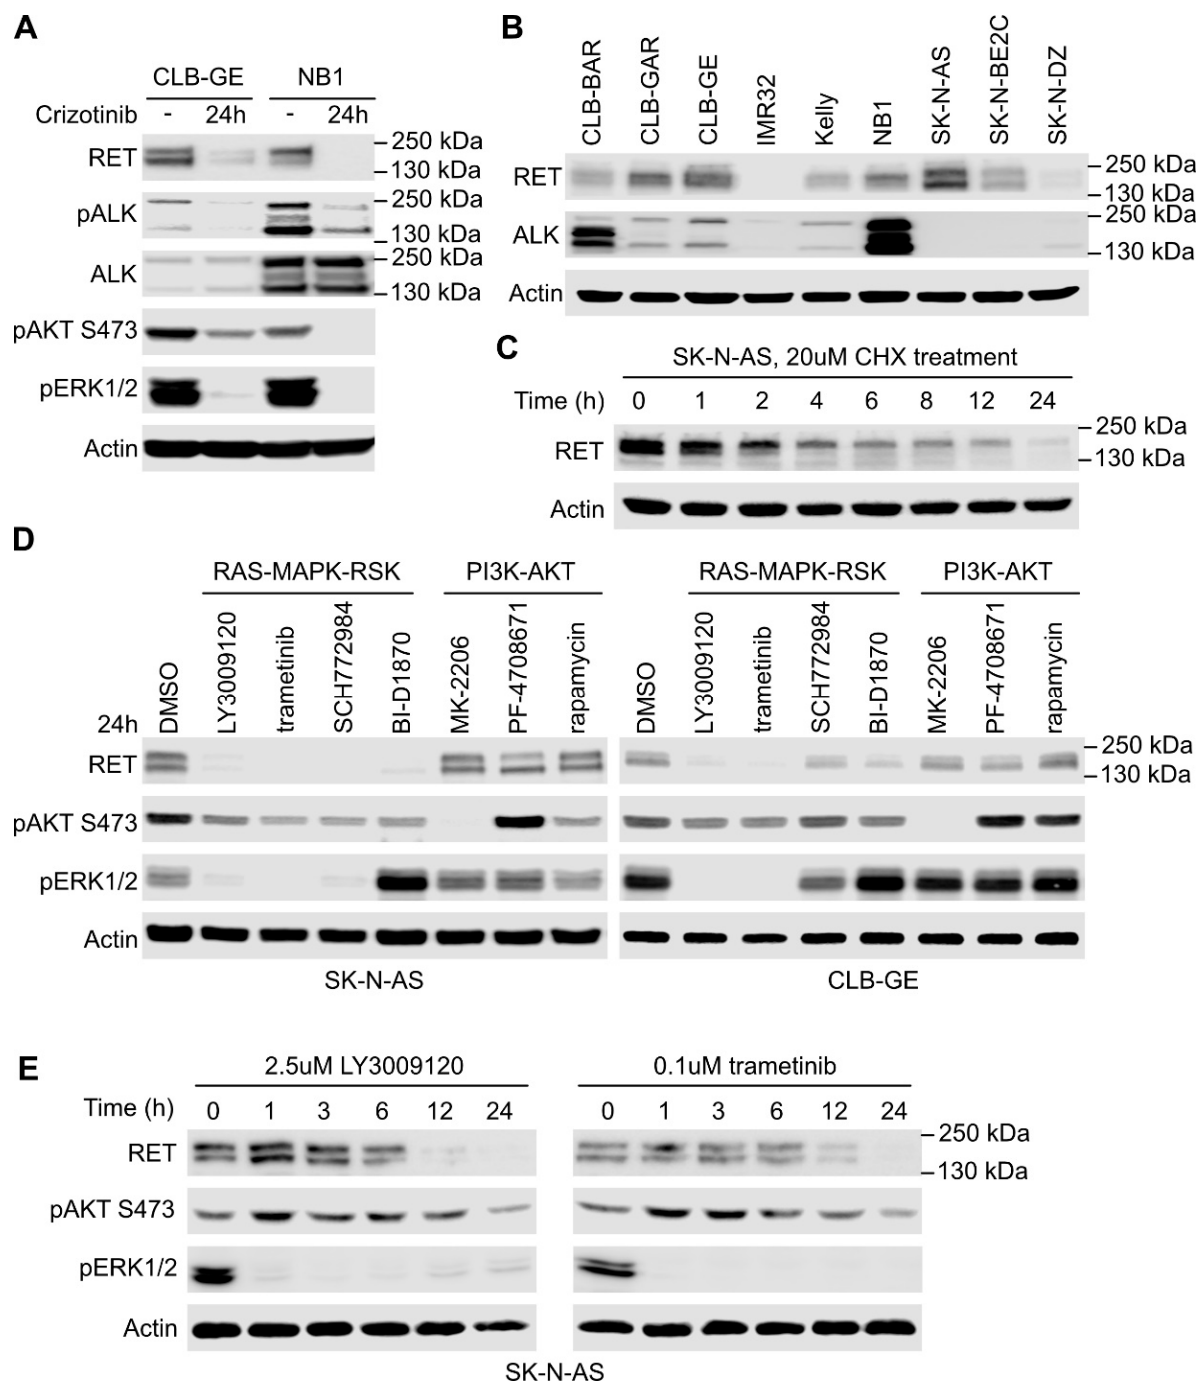 A
CLB-GE NB1
Crizotinib - 24h - 24h
RET
250 kDa
130 kDa
pALK
250 kDa
130 kDa
ALK
250 kDa
130 kDa
pAKT S473
pERK1/2
Actin
B
CLB-BAR CLB-GAR CLB-GE IMR32 Kelly NB1 SK-N-AS SK-N-BE2C SK-N-DZ
RET
250 kDa
130 kDa
ALK
250 kDa
130 kDa
Actin
C
SK-N-AS, 20uM CHX treatment
Time (h) 0 1 2 4 6 8 12 24
RET
250 kDa
130 kDa
Actin
D
RAS-MAPK-RSK PI3K-AKT RAS-MAPK-RSK PI3K-AKT
DMSO LY3009120 trametinib SCH772984 BI-D1870 MK-2206 PF-4708671 rapamycin DMSO LY3009120 trametinib SCH772984 BI-D1870 MK-2206 PF-4708671 rapamycin
24h
RET
250 kDa
130 kDa
pAKT S473
pERK1/2
Actin
SK-N-AS CLB-GE
E
2.5uM LY3009120 0.1uM trametinib
Time (h) 0 1 3 6 12 24 0 1 3 6 12 24
RET
250 kDa
130 kDa
pAKT S473
pERK1/2
Actin
SK-N-AS